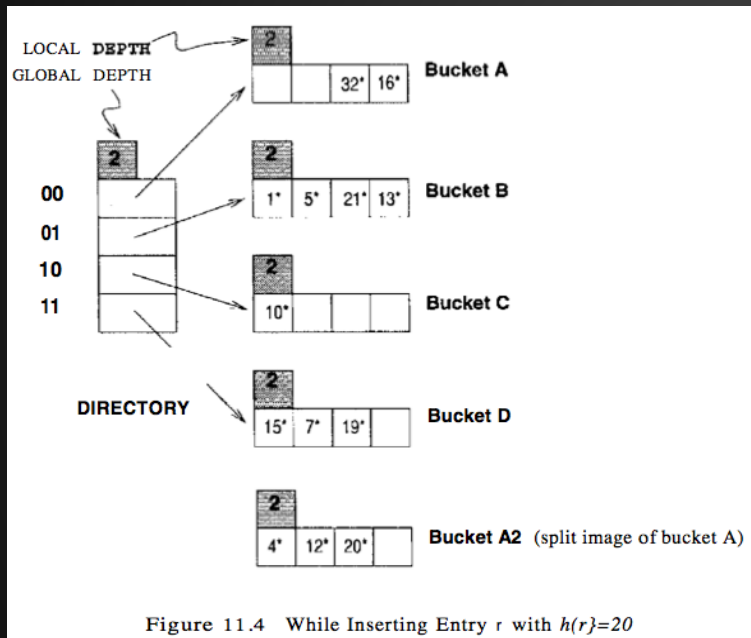 LOCAL DEPTH
GLOBAL DEPTH
2
32* 16*
Bucket A
2
00
01
10
11
DIRECTORY
2
1* 5* 21* 13*
Bucket B
2
10*
Bucket C
2
15* 7* 19*
Bucket D
2
4* 12* 20*
Bucket A2 (split image of bucket A)
Figure 11.4 While Inserting Entry r with h(r}=20